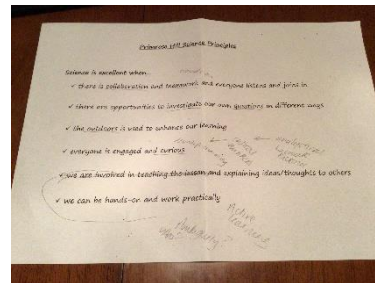 Primrose Hill Science Principles
Science is excellent when...
✓ there is collaboration and teamwork and everyone listens and joins in
✓ there are opportunities to investigate our own questions in different ways
✓ the outdoors is used to enhance our learning
✓ everyone is engaged and curious
✓ we are involved in teaching the lesson and explaining ideas/thoughts to others
✓ we can be hands-on and work practically
Active
learning
Ambiguity?